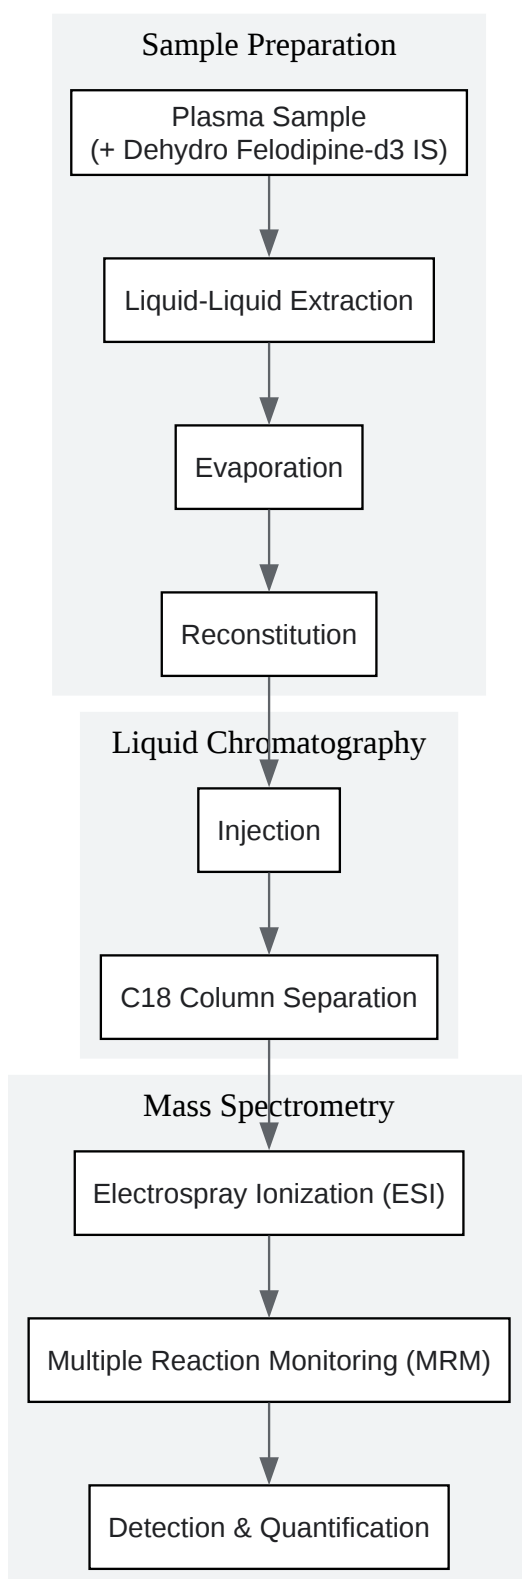 Sample Preparation
Plasma Sample
(+ Dehydro Felodipine-d3 IS)
Liquid-Liquid Extraction
Evaporation
Reconstitution
Liquid Chromatography
Injection
C18 Column Separation
Mass Spectrometry
Electrospray Ionization (ESI)
Multiple Reaction Monitoring (MRM)
Detection & Quantification